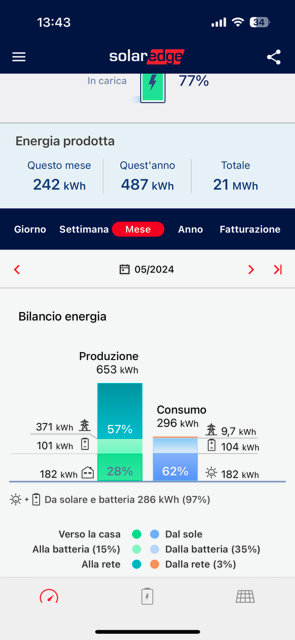 13:43
34
solaredge
In carica
77%
Energia prodotta
Questo mese Quest'anno Totale
242 kWh 487 kWh 21 MWh
Giorno Settimana Mese Anno Fatturazione
05/2024
Bilancio energia
Produzione
653 kWh
Consumo
296 kWh
57%
371 kWh
9,7 kWh
101 kWh
104 kWh
182 kWh
28%
62%
182 kWh
+ Da solare e batteria 286 kWh (97%)
Verso la casa Dal sole
Alla batteria (15%) Dalla batteria (35%)
Alla rete Dalla rete (3%)